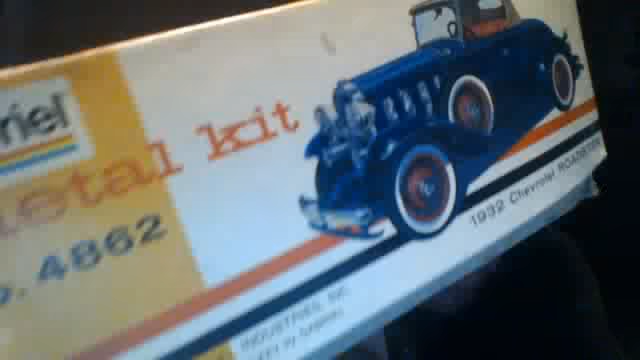 riel
etal kit
o. 4862
1932 Chevrolet ROADSTER
INDUSTRIES, INC.